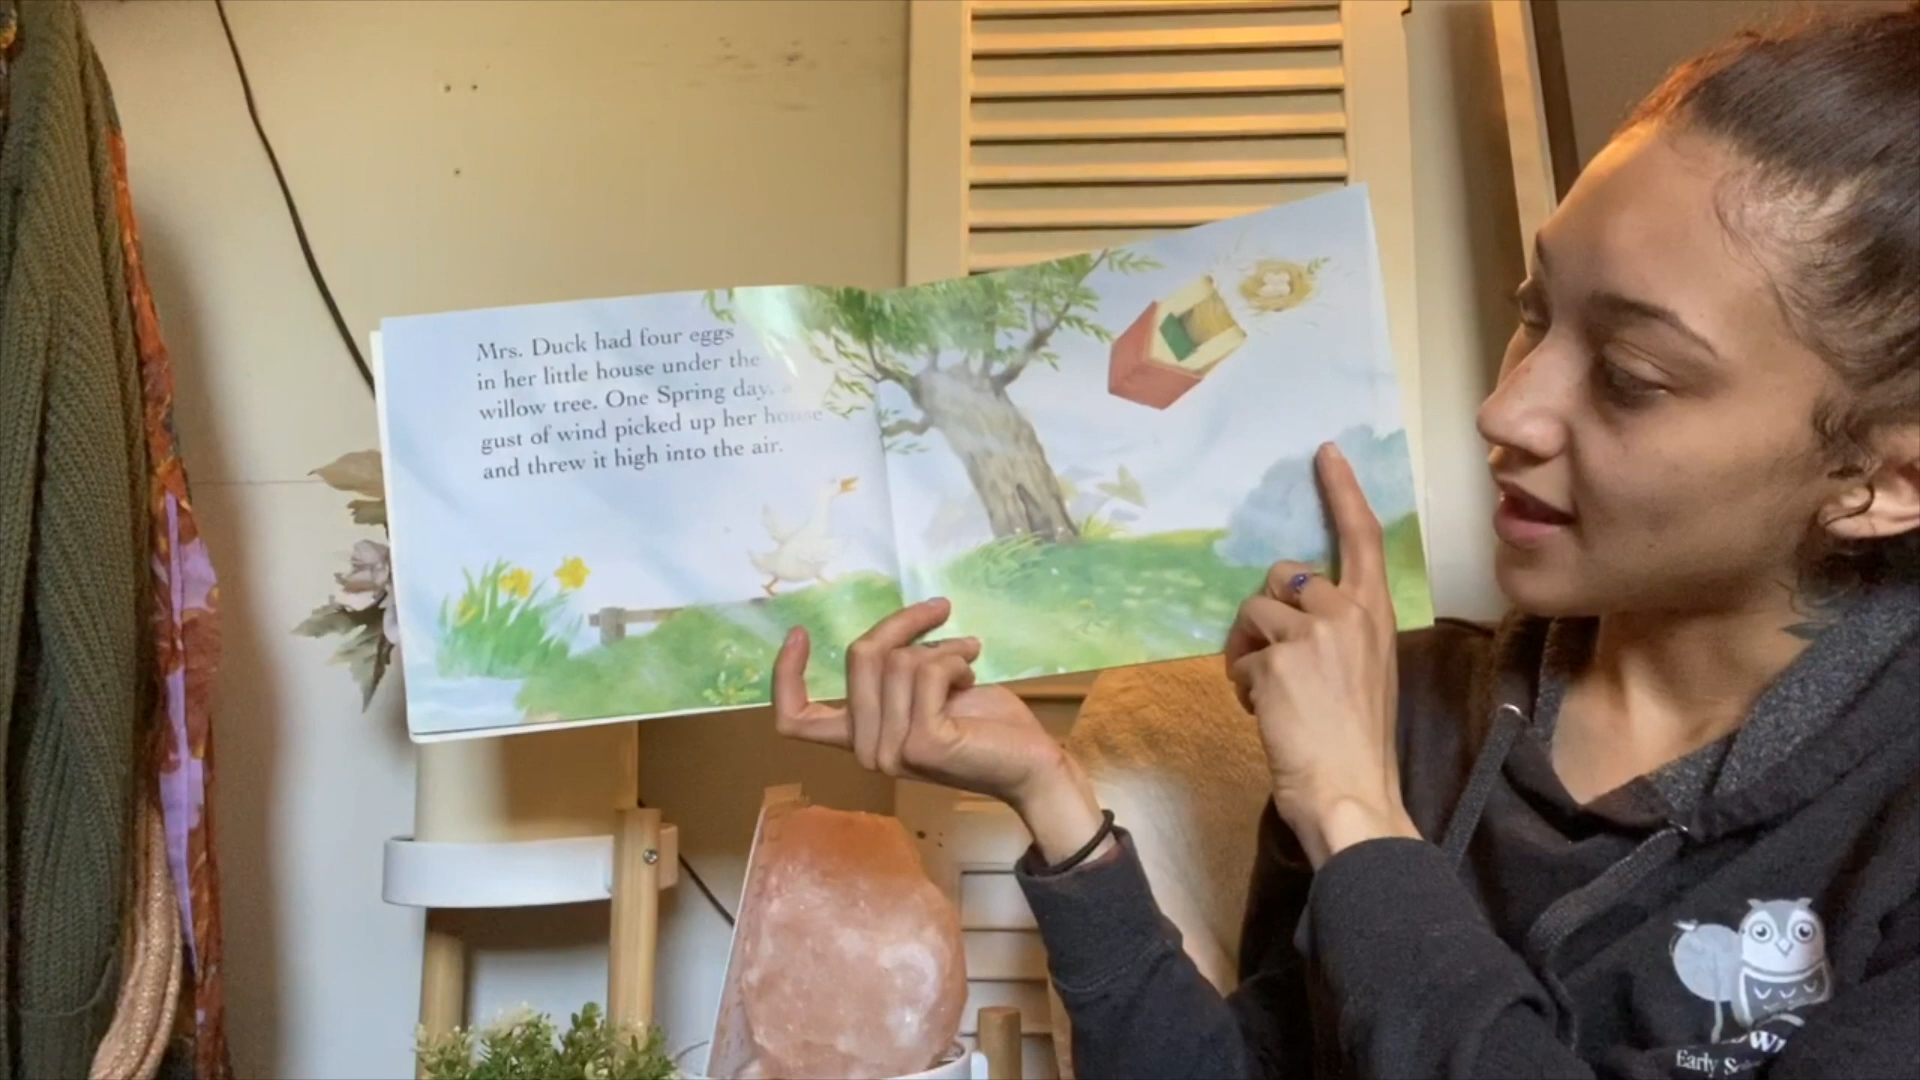 Mrs. Duck had four eggs
in her little house under the
willow tree. One Spring day, a
gust of wind picked up her house
and threw it high into the air.
Early